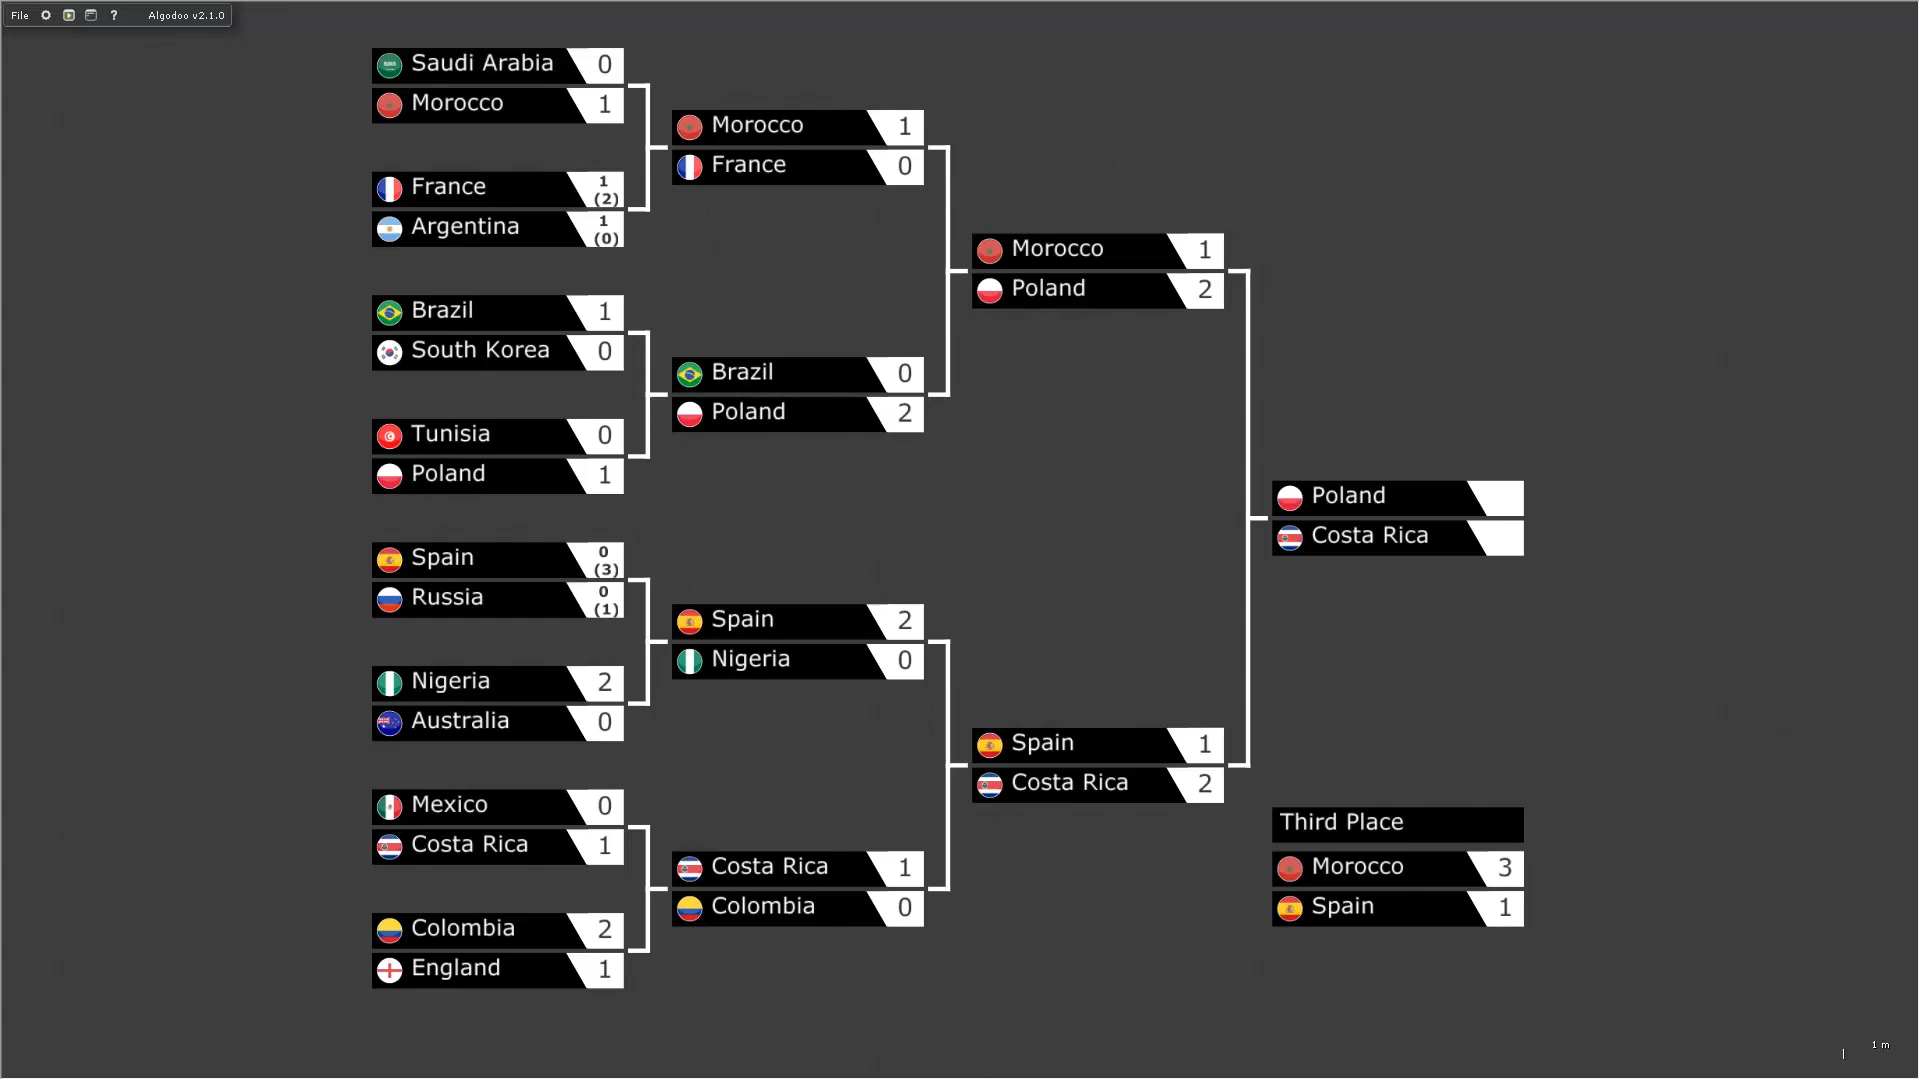 File ? Algodoo v2.1.0
Saudi Arabia 0
Morocco 1
France 1 (2)
Argentina 1 (0)
Brazil 1
South Korea 0
Tunisia 0
Poland 1
Spain 0 (3)
Russia 0 (1)
Nigeria 2
Australia 0
Mexico 0
Costa Rica 1
Colombia 2
England 1
Morocco 1
France 0
Brazil 0
Poland 2
Spain 2
Nigeria 0
Costa Rica 1
Colombia 0
Morocco 1
Poland 2
Spain 1
Costa Rica 2
Poland
Costa Rica
Third Place
Morocco 3
Spain 1
1 m